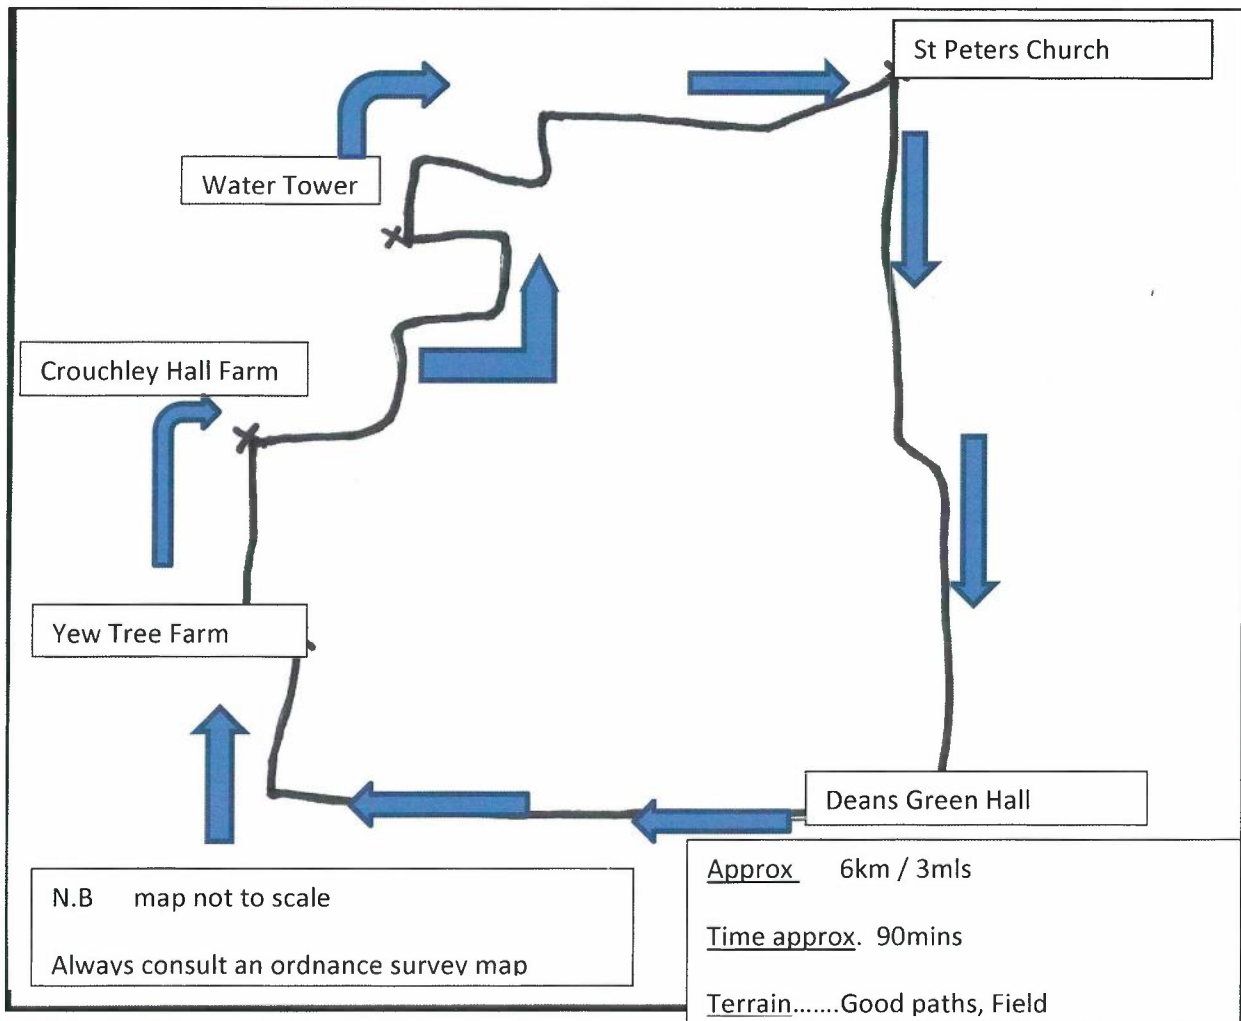 St Peters Church
Water Tower
Crouchley Hall Farm
Yew Tree Farm
Deans Green Hall
N.B map not to scale
Always consult an ordnance survey map
Approx 6km / 3mls
Time approx. 90mins
Terrain.......Good paths, Field